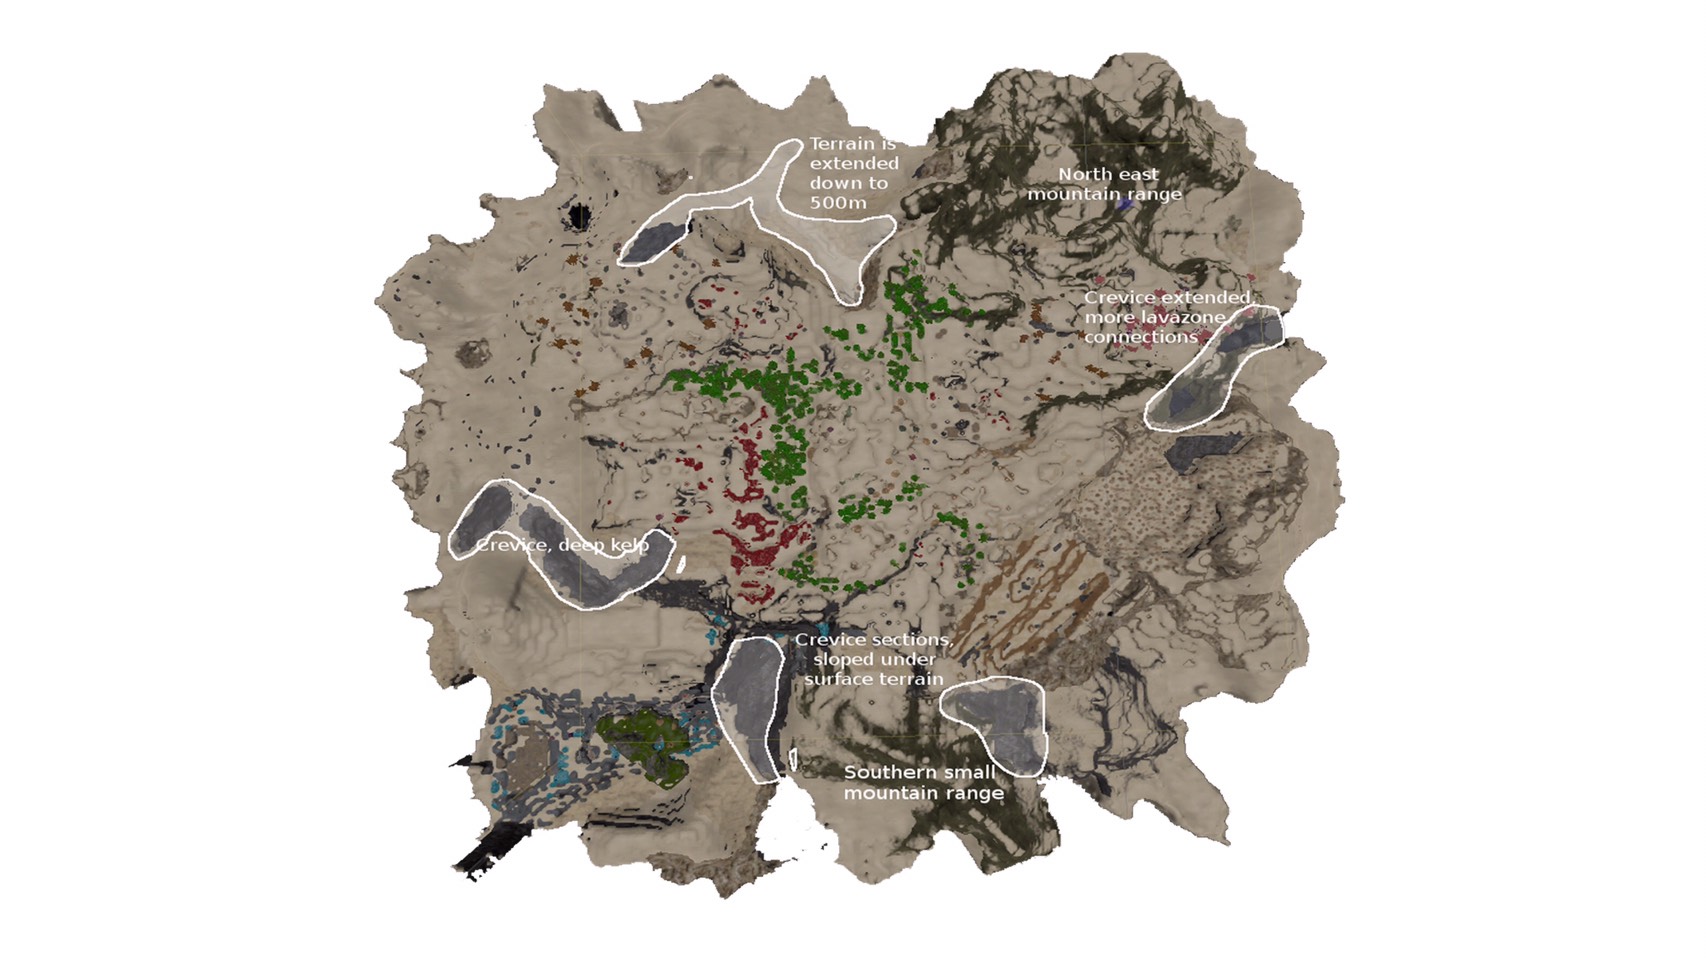 Terrain is
extended
down to
500m
North east
mountain range
Crevice extended,
more lavazone
connections
Crevice, deep kelp
Crevice sections,
sloped under
surface terrain
Southern small
mountain range